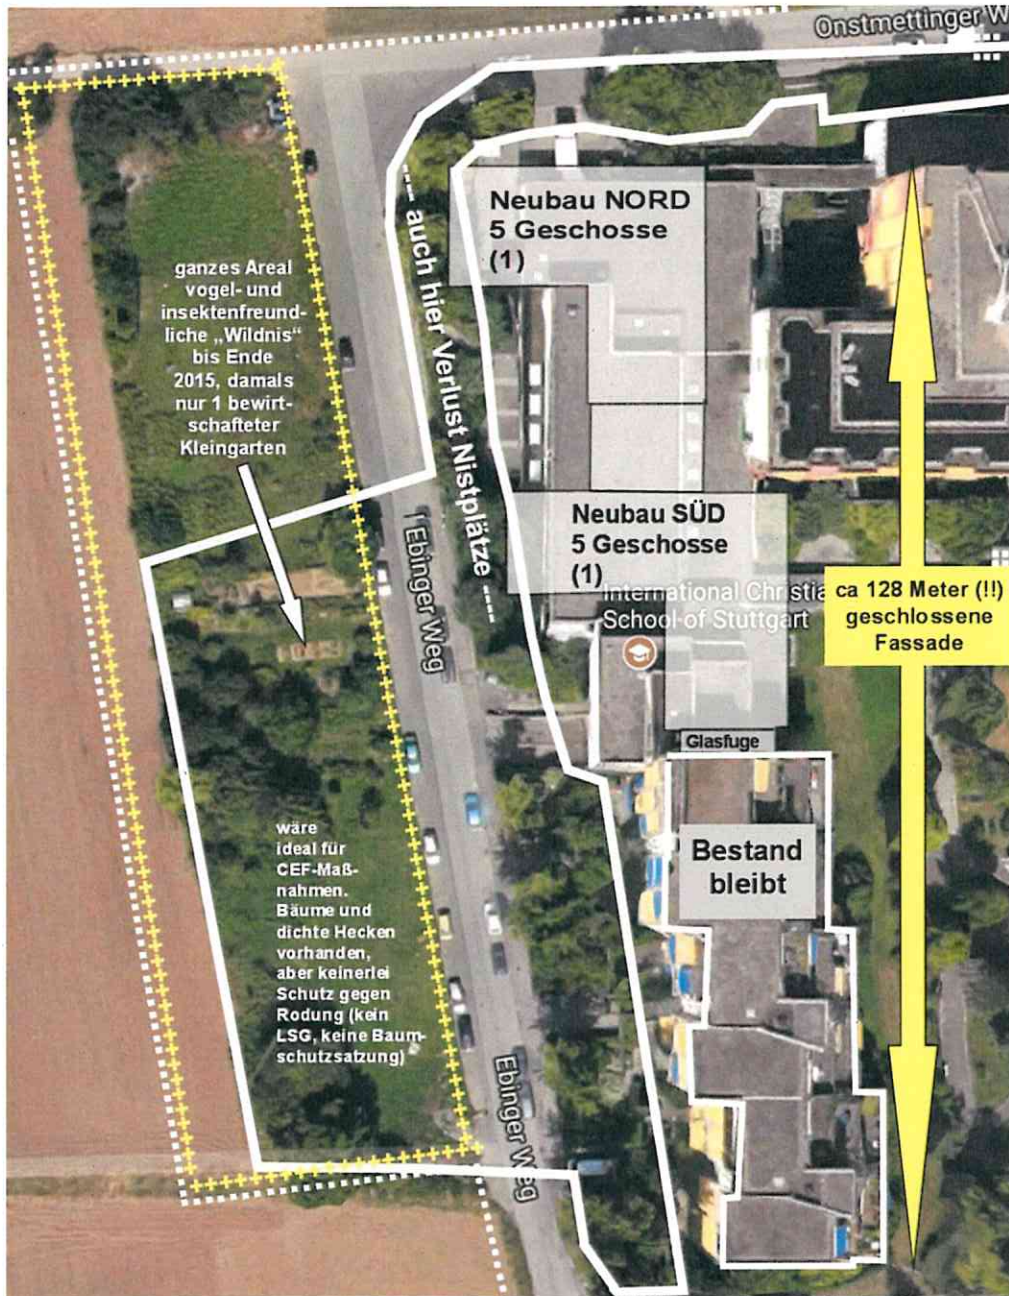 Onstmettinger W
Neubau NORD
5 Geschosse
(1)
ganzes Areal
vogel- und
insektenfreund-
liche „Wildnis"
bis Ende
2015, damals
nur 1 bewirt-
schafteter
Kleingarten
---- auch hier Verlust Nistplätze ----
Neubau SÜD
5 Geschosse
(1)
Ebinger Weg
International Christia
School of Stuttgart
ca 128 Meter (!!)
geschlossene
Fassade
Glasfuge
wäre
ideal für
CEF-Maß-
nahmen.
Bäume und
dichte Hecken
vorhanden,
aber keinerlei
Schutz gegen
Rodung (kein
LSG, keine Baum-
schutzsatzung)
Bestand
bleibt
Ebinger Weg